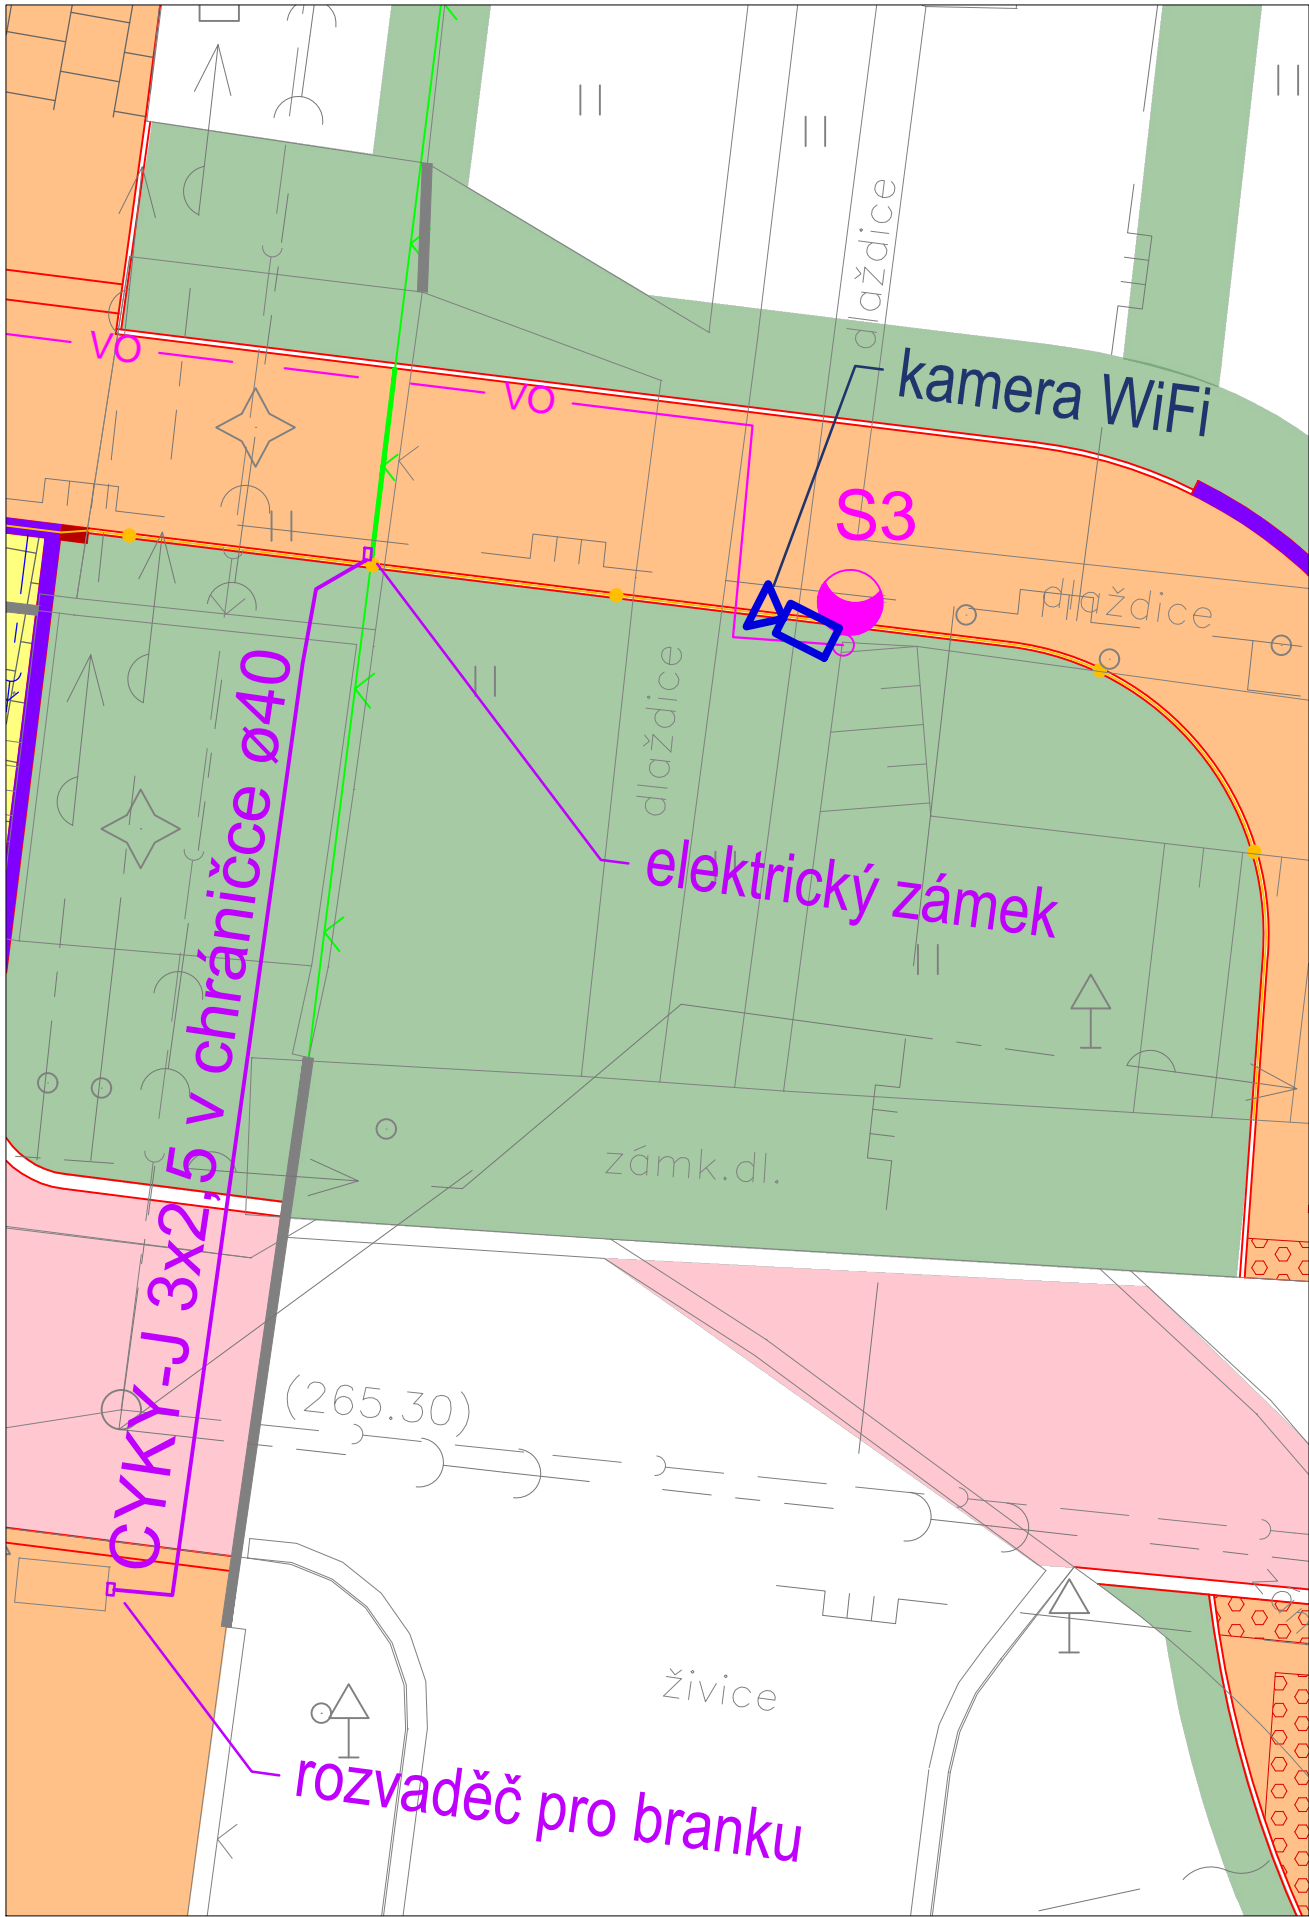 dlaždice
VO
VO
kamera WiFi
S3
dlaždice
dlaždice
CYKY-J 3x2,5 v chráničce ø40
elektrický zámek
zámk.dl.
(265.30)
živice
rozvaděč pro branku